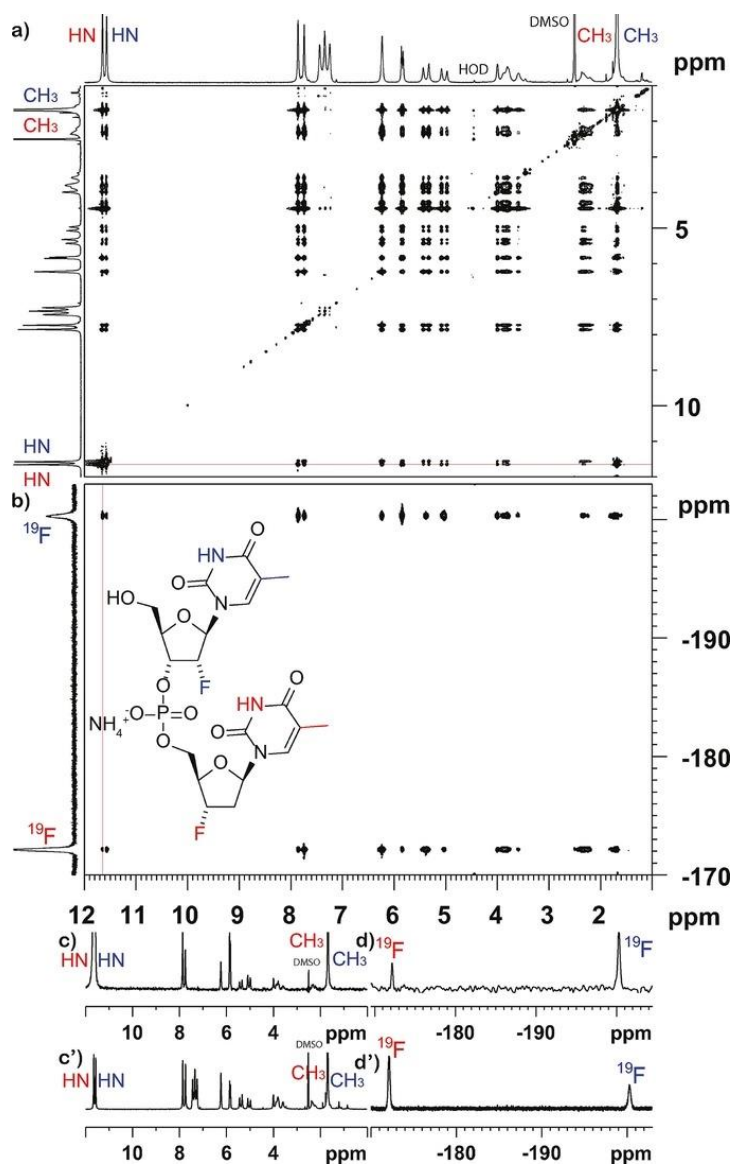 a)
HN HN
HOD
DMSO
CH₃ CH₃
ppm
CH₃
CH₃
5
10
HN
HN
b)
¹⁹F
ppm
-190
-180
-170
¹⁹F
HN
O
O
N
HO
O
O
F
NH₄⁺
⁻O-P=O
O
HN
O
O
N
O
F
12 11 10 9 8 7 6 5 4 3 2 ppm
c)
HN HN
CH₃
DMSO
CH₃
10 8 6 4 ppm
d)
¹⁹F
¹⁹F
-180 -190 ppm
c')
HN HN
DMSO
CH₃ CH₃
10 8 6 4 ppm
d')
¹⁹F
¹⁹F
-180 -190 ppm